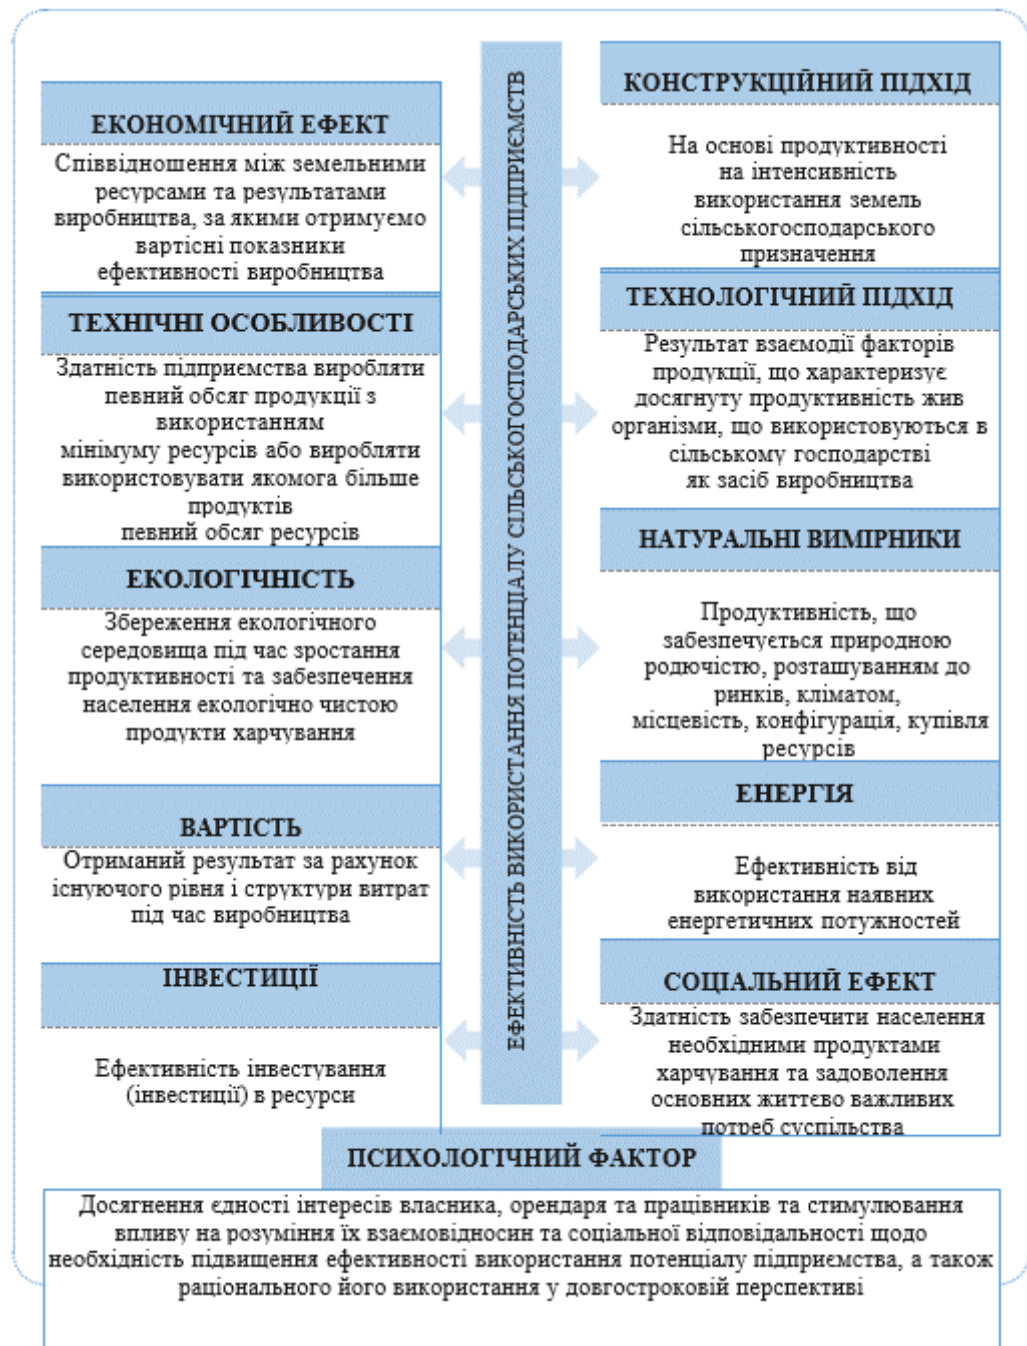 ЕКОНОМІЧНИЙ ЕФЕКТ
Співвідношення між земельними
ресурсами та результатами
виробництва, за якими отримуємо
вартісні показники
ефективності виробництва
ТЕХНІЧНІ ОСОБЛИВОСТІ
Здатність підприємства виробляти
певний обсяг продукції з
використанням
мінімуму ресурсів або виробляти
використовувати якомога більше
продуктів
певний обсяг ресурсів
ЕКОЛОГІЧНІСТЬ
Збереження екологічного
середовища під час зростання
продуктивності та забезпечення
населення екологічно чистою
продукти харчування
ВАРТІСТЬ
Отриманий результат за рахунок
існуючого рівня і структури витрат
під час виробництва
ІНВЕСТИЦІЇ
Ефективність інвестування
(інвестиції) в ресурси
ЕФЕКТИВНІСТЬ ВИКОРИСТАННЯ ПОТЕНЦІАЛУ СІЛЬСЬКОГОСПОДАРСЬКИХ ПІДПРИЄМСТВ
КОНСТРУКЦІЙНИЙ ПІДХІД
На основі продуктивності
на інтенсивність
використання земель
сільськогосподарського
призначення
ТЕХНОЛОГІЧНИЙ ПІДХІД
Результат взаємодії факторів
продукції, що характеризує
досягнуту продуктивність жив
організми, що використовуються в
сільському господарстві
як засіб виробництва
НАТУРАЛЬНІ ВИМІРНИКИ
Продуктивність, що
забезпечується природною
родючістю, розташуванням до
ринків, кліматом,
місцевість, конфігурація, купівля
ресурсів
ЕНЕРГІЯ
Ефективність від
використання наявних
енергетичних потужностей
СОЦІАЛЬНИЙ ЕФЕКТ
Здатність забезпечити населення
необхідними продуктами
харчування та задоволення
основних життєво важливих
потреб суспільства
ПСИХОЛОГІЧНИЙ ФАКТОР
Досягнення єдності інтересів власника, орендаря та працівників та стимулювання
впливу на розуміння їх взаємовідносин та соціальної відповідальності щодо
необхідність підвищення ефективності використання потенціалу підприємства, а також
раціонального його використання у довгостроковій перспективі